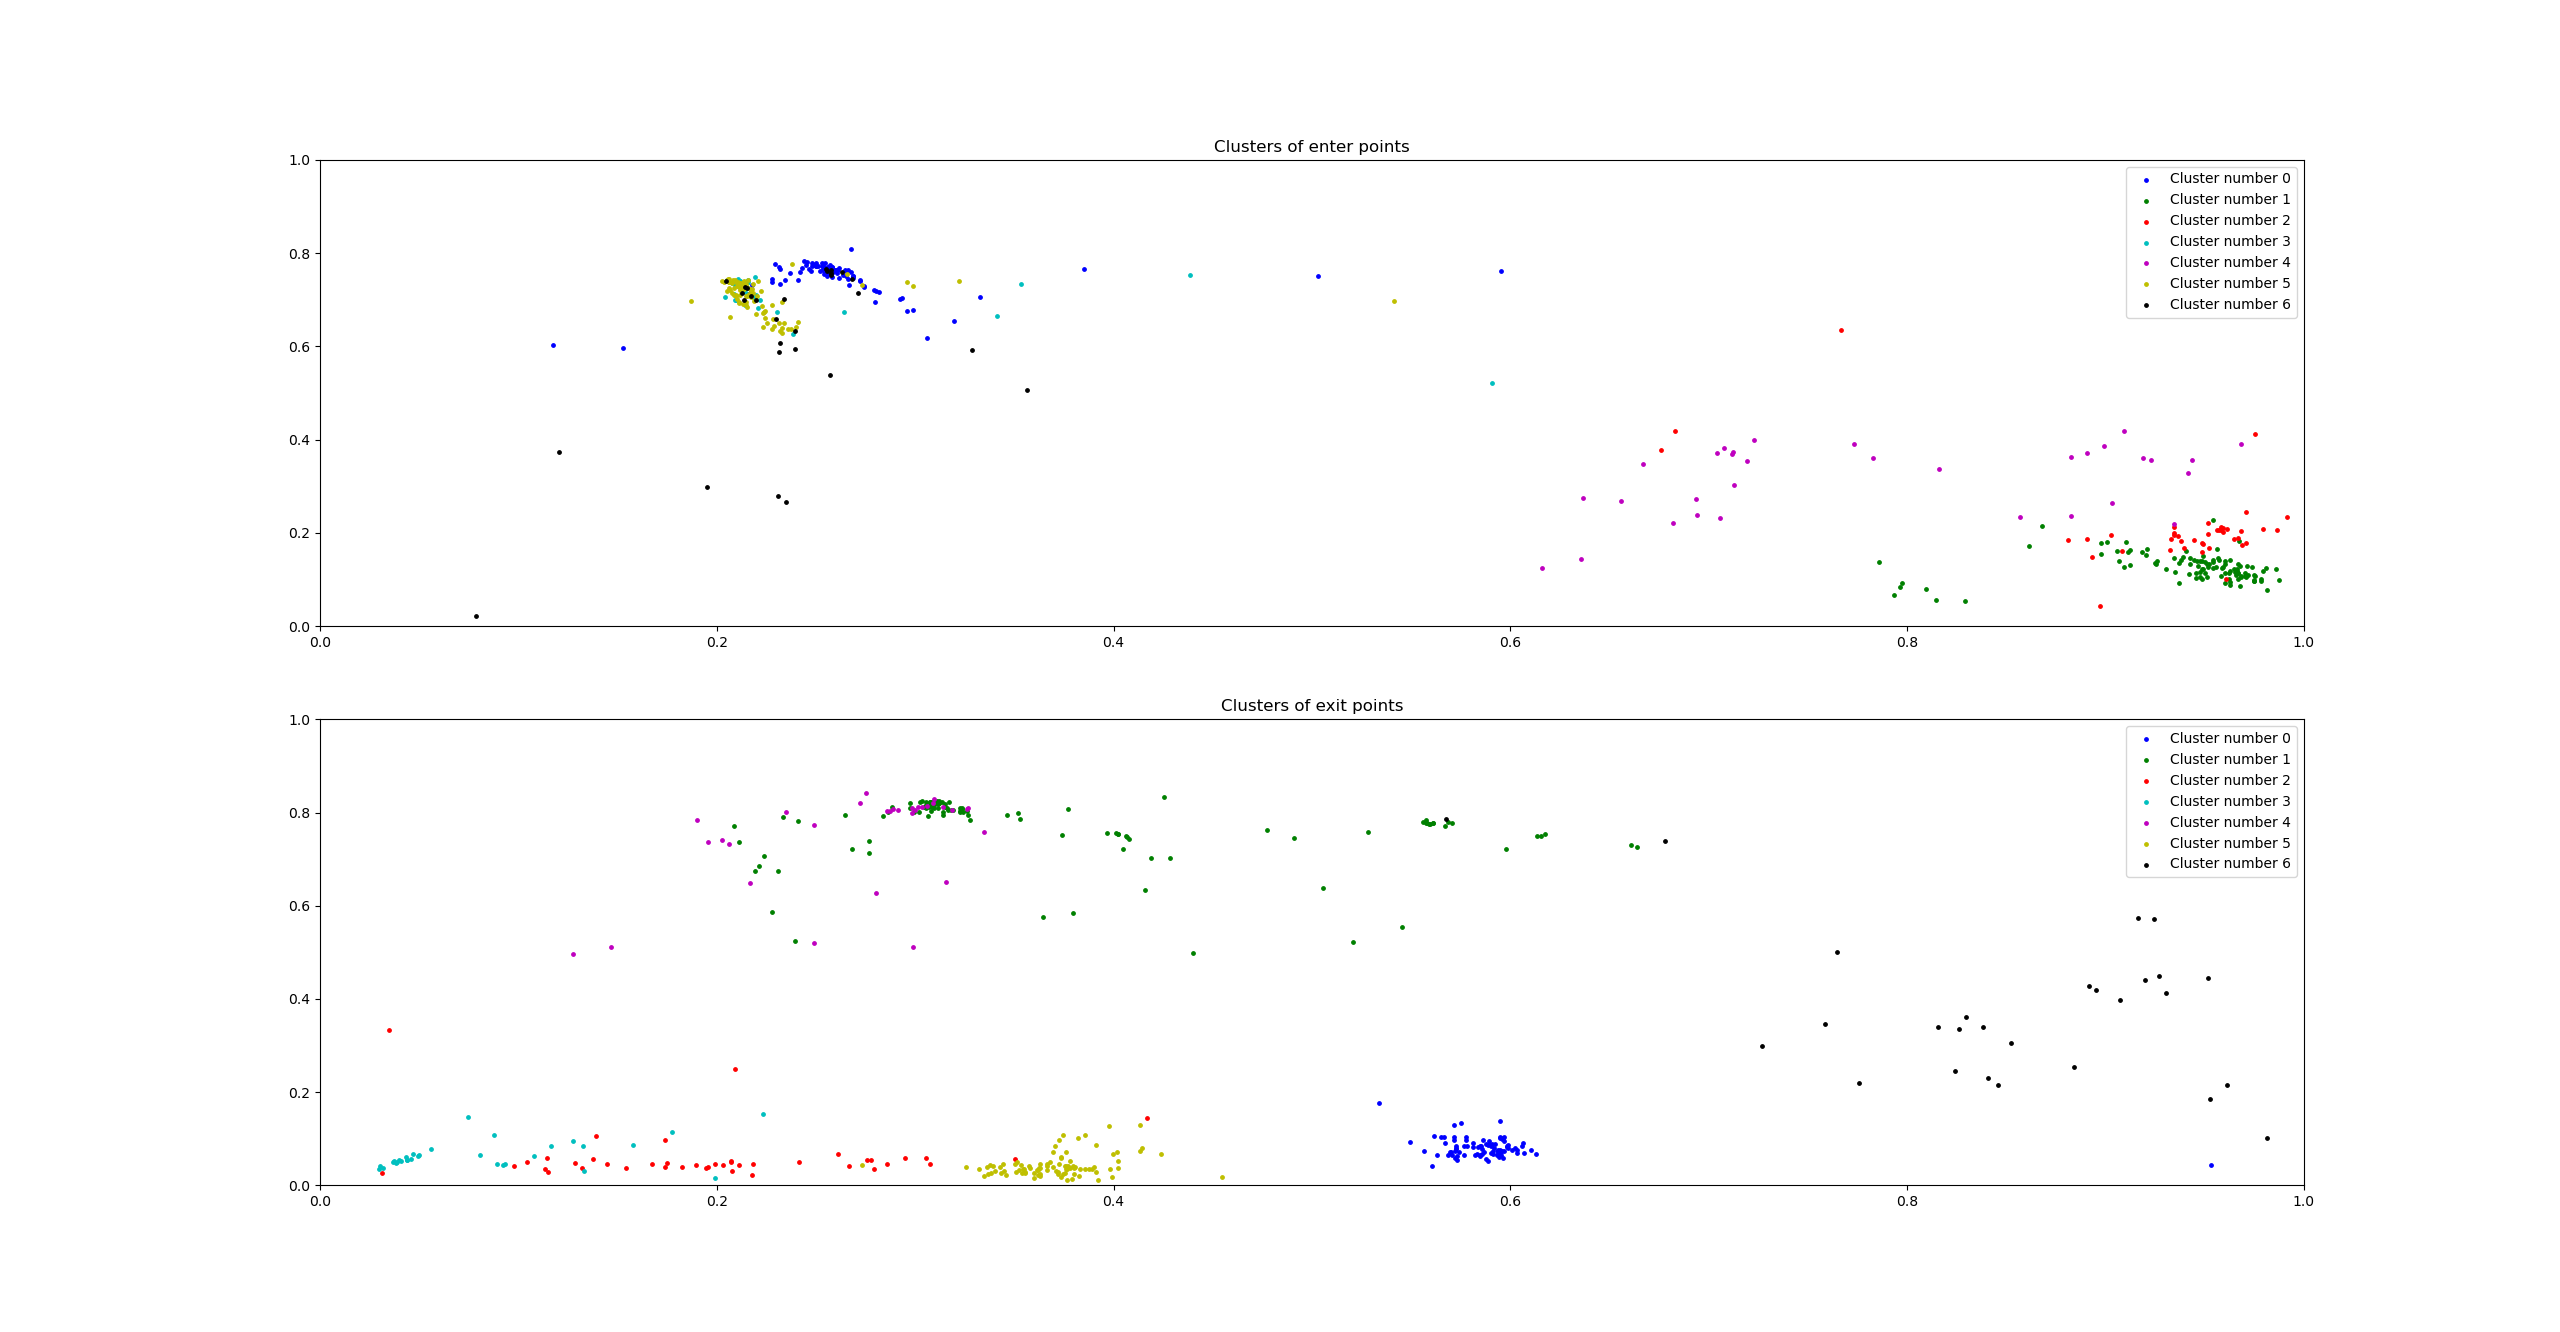 Clusters of enter points
1.0
0.8
0.6
0.4
0.2
0.0
0.0 0.2 0.4 0.6 0.8 1.0
Cluster number 0
Cluster number 1
Cluster number 2
Cluster number 3
Cluster number 4
Cluster number 5
Cluster number 6
Clusters of exit points
1.0
0.8
0.6
0.4
0.2
0.0
0.0 0.2 0.4 0.6 0.8 1.0
Cluster number 0
Cluster number 1
Cluster number 2
Cluster number 3
Cluster number 4
Cluster number 5
Cluster number 6